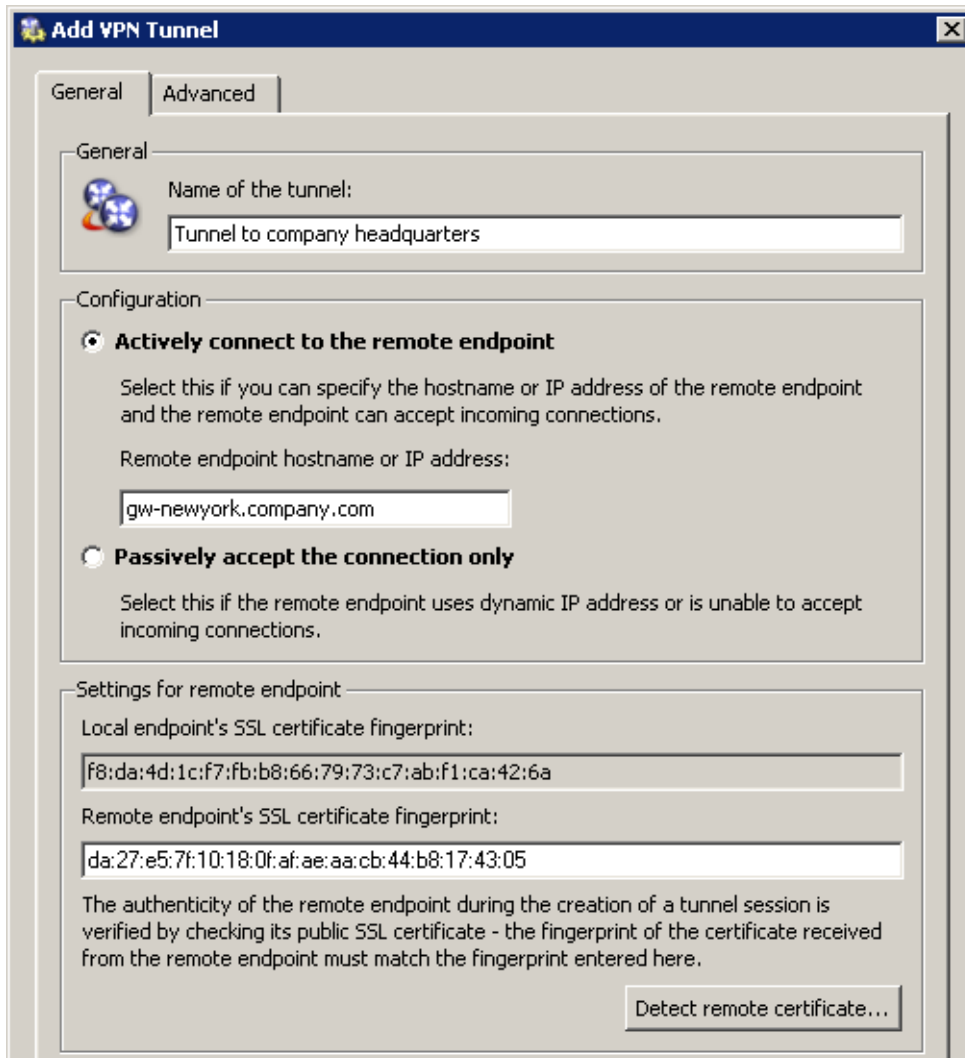 Add VPN Tunnel
General
Advanced
General
Name of the tunnel:
Tunnel to company headquarters
Configuration
Actively connect to the remote endpoint
Select this if you can specify the hostname or IP address of the remote endpoint
and the remote endpoint can accept incoming connections.
Remote endpoint hostname or IP address:
gw-newyork.company.com
Passively accept the connection only
Select this if the remote endpoint uses dynamic IP address or is unable to accept
incoming connections.
Settings for remote endpoint
Local endpoint's SSL certificate fingerprint:
f8:da:4d:1c:f7:fb:b8:66:79:73:c7:ab:f1:ca:42:6a
Remote endpoint's SSL certificate fingerprint:
da:27:e5:7f:10:18:0f:af:ae:aa:cb:44:b8:17:43:05
The authenticity of the remote endpoint during the creation of a tunnel session is
verified by checking its public SSL certificate - the fingerprint of the certificate received
from the remote endpoint must match the fingerprint entered here.
Detect remote certificate...